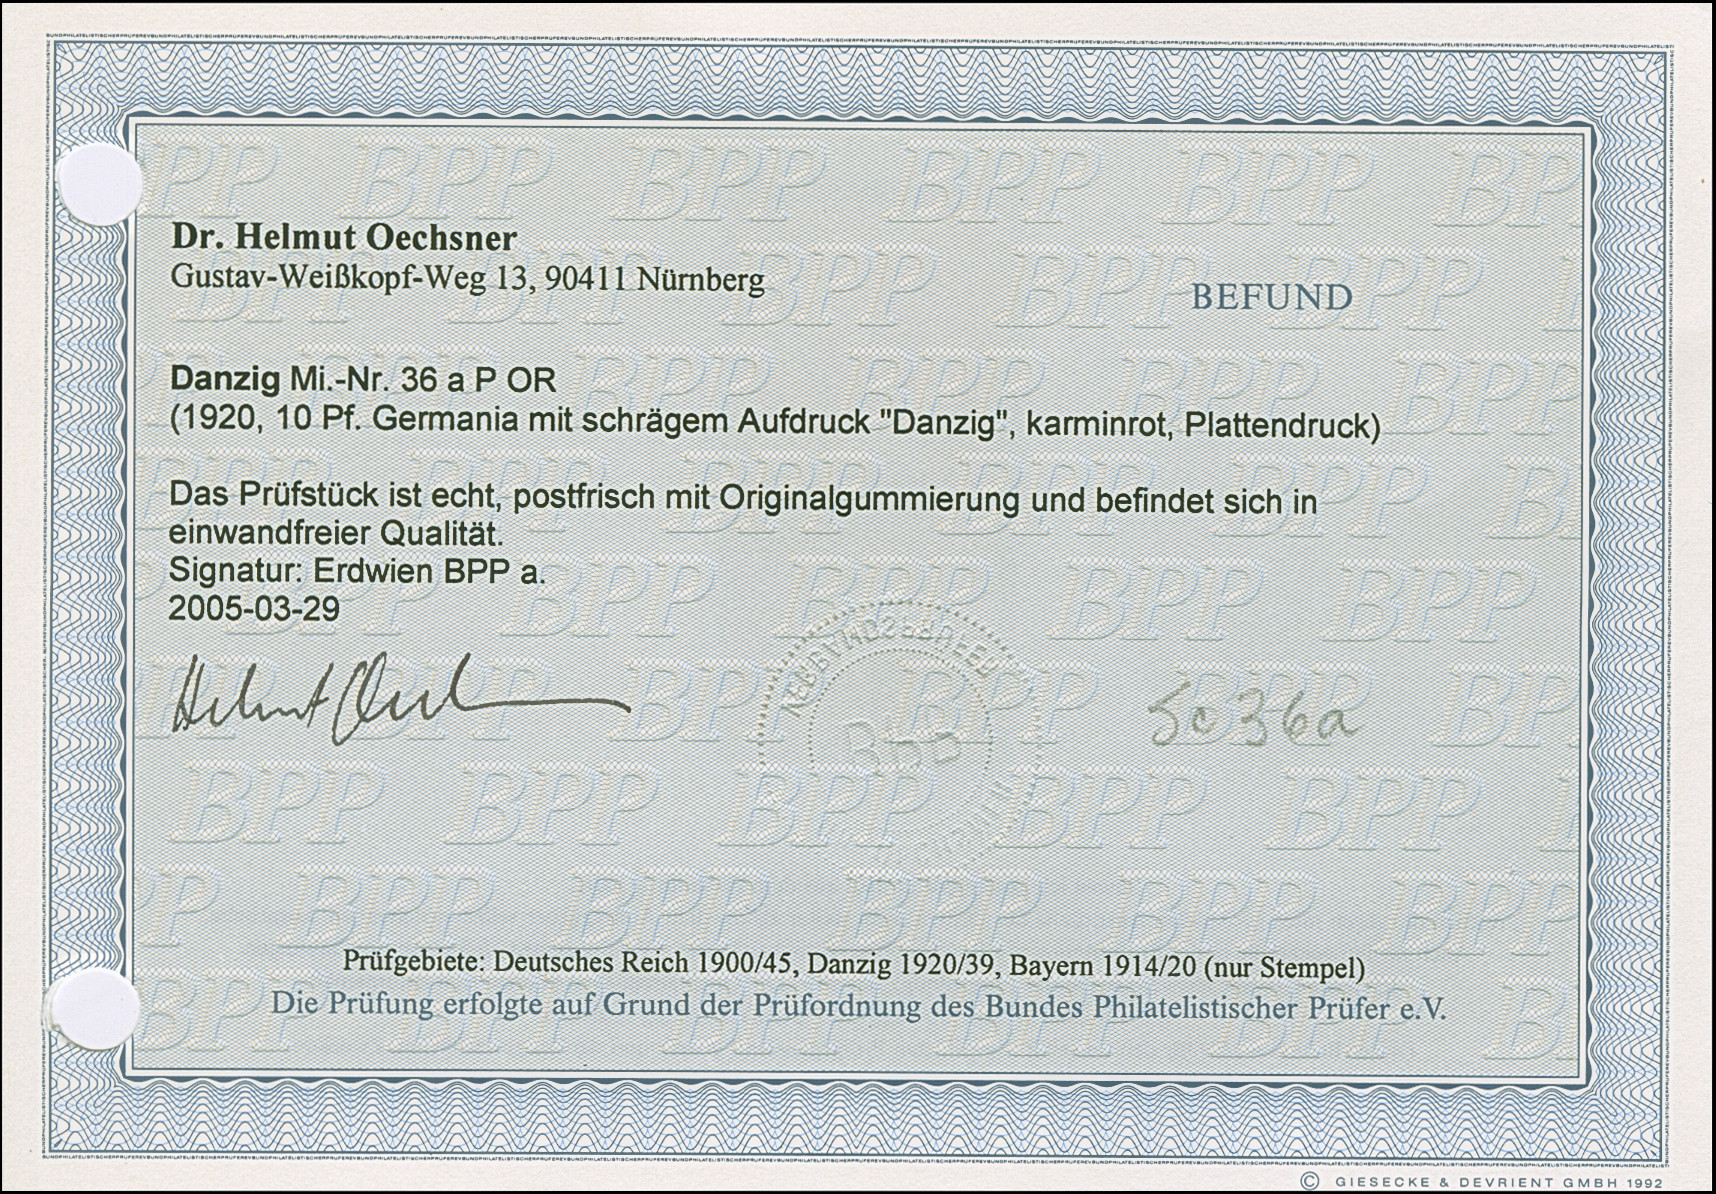 Dr. Helmut Oechsner
Gustav-Weißkopf-Weg 13, 90411 Nürnberg
BEFUND
Danzig Mi.-Nr. 36 a P OR
(1920, 10 Pf. Germania mit schrägem Aufdruck "Danzig", karminrot, Plattendruck)
Das Prüfstück ist echt, postfrisch mit Originalgummierung und befindet sich in
einwandfreier Qualität.
Signatur: Erdwien BPP a.
2005-03-29
Sc 36a
Prüfgebiete: Deutsches Reich 1900/45, Danzig 1920/39, Bayern 1914/20 (nur Stempel)
Die Prüfung erfolgte auf Grund der Prüfordnung des Bundes Philatelistischer Prüfer e.V.
© GIESECKE & DEVRIENT GMBH 1992